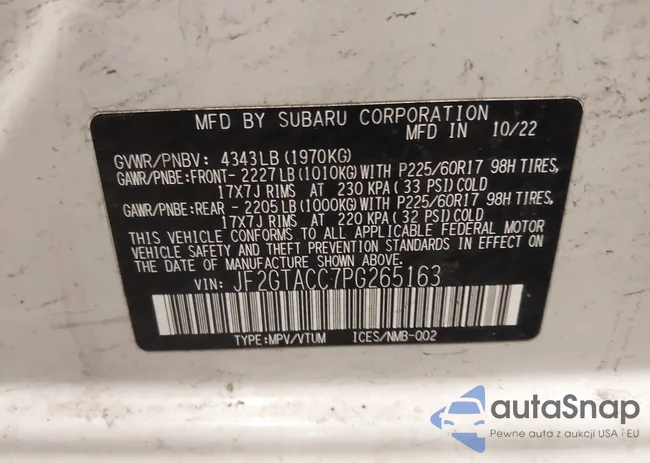 MFD BY SUBARU CORPORATION
MFD IN 10/22
GVWR/PNBV: 4343LB(1970KG)
GAWR/PNBE:FRONT- 2227LB(1010KG)WITH P225/60R17 98H TIRES,
17X7J RIMS AT 230 KPA( 33 PSI)COLD
GAWR/PNBE:REAR - 2205LB(1000KG)WITH P225/60R17 98H TIRES,
17X7J RIMS AT 220 KPA( 32 PSI)COLD
THIS VEHICLE CONFORMS TO ALL APPLICABLE FEDERAL MOTOR
VEHICLE SAFETY AND THEFT PREVENTION STANDARDS IN EFFECT ON
THE DATE OF MANUFACTURE SHOWN ABOVE.
VIN: JF2GTACC7PG265163
TYPE:MPV/VTUM ICES/NMB-002
autaSnap
Pewne auta z aukcji USA i EU